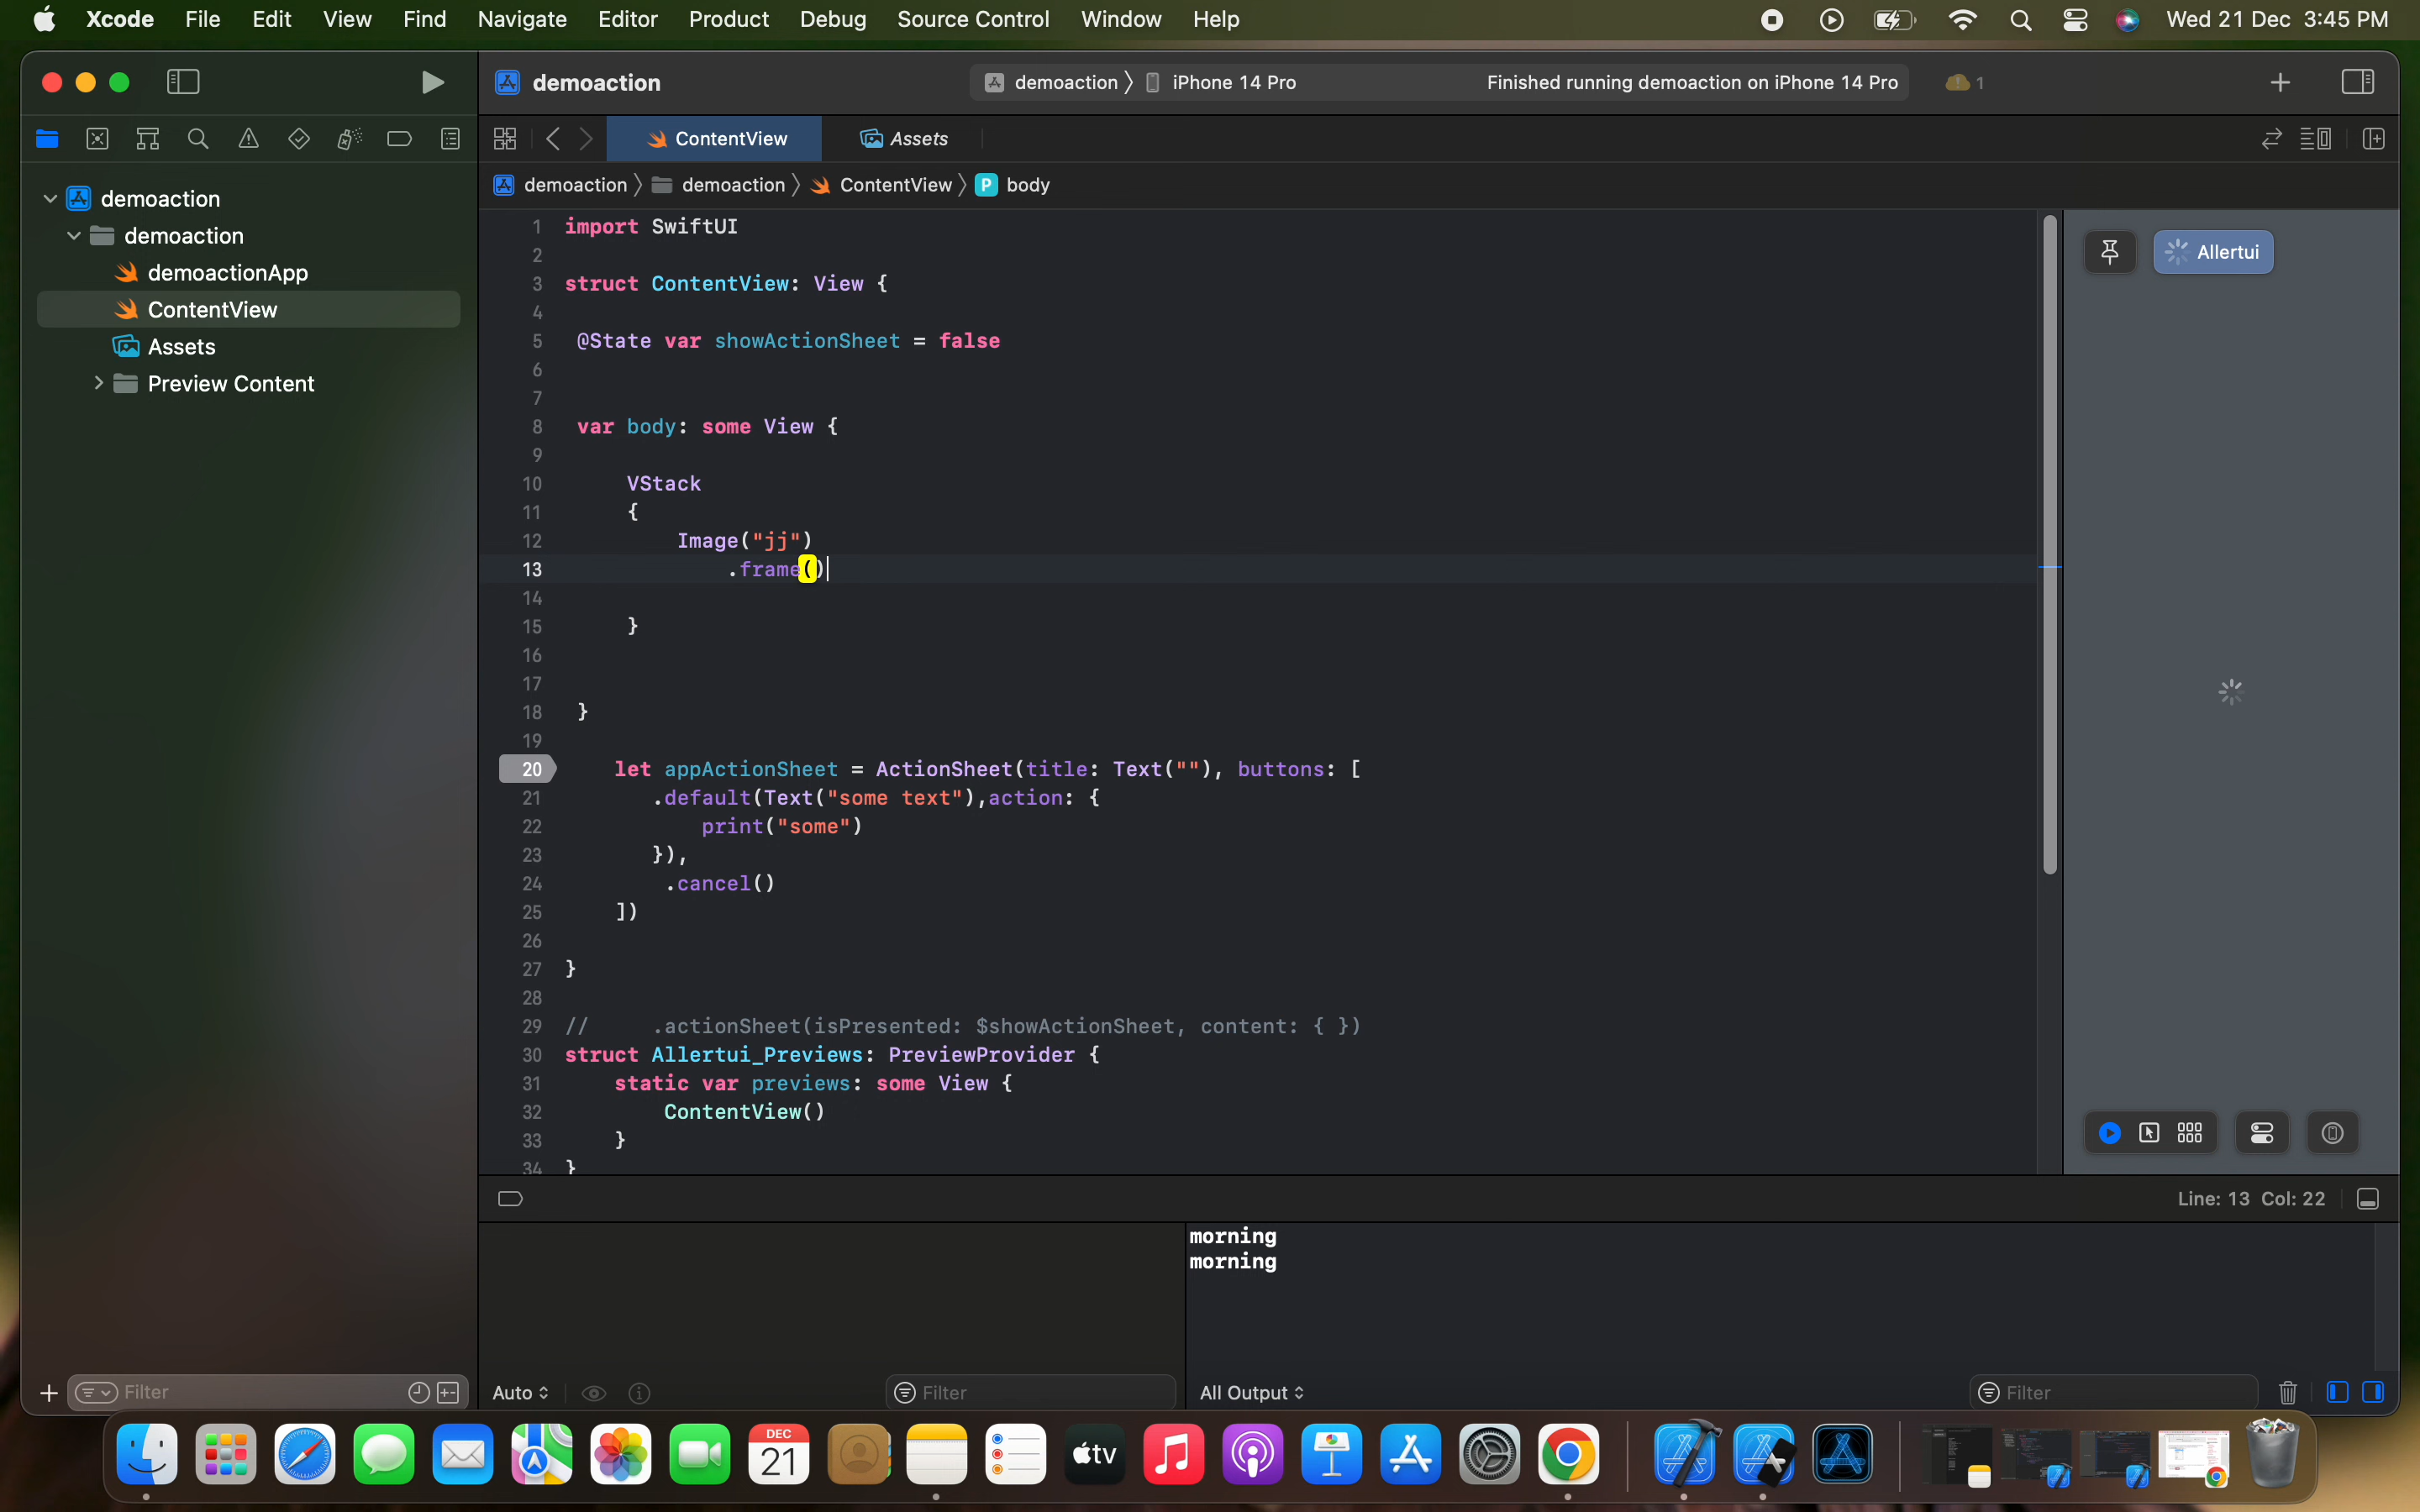 Xcode File Edit View Find Navigate Editor Product Debug Source Control Window Help Wed 21 Dec 3:45 PM
demoaction demoaction iPhone 14 Pro Finished running demoaction on iPhone 14 Pro 1
ContentView Assets
demoaction demoaction ContentView P body
demoaction
demoaction
demoactionApp
ContentView
Assets
Preview Content
1 import SwiftUI
2
3 struct ContentView: View {
4
5 @State var showActionSheet = false
6
7
8 var body: some View {
9
10 VStack
11 {
12 Image("jj")
13 .frame()
14
15 }
16
17
18 }
19
20 let appActionSheet = ActionSheet(title: Text(""), buttons: [
21 .default(Text("some text"),action: {
22 print("some")
23 }),
24 .cancel()
25 ])
26
27 }
28
29 // .actionSheet(isPresented: $showActionSheet, content: { })
30 struct Allertui_Previews: PreviewProvider {
31 static var previews: some View {
32 ContentView()
33 }
34 }
Allertui
Line: 13 Col: 22
morning
morning
Filter
Auto Filter
All Output Filter
DEC
21
tv